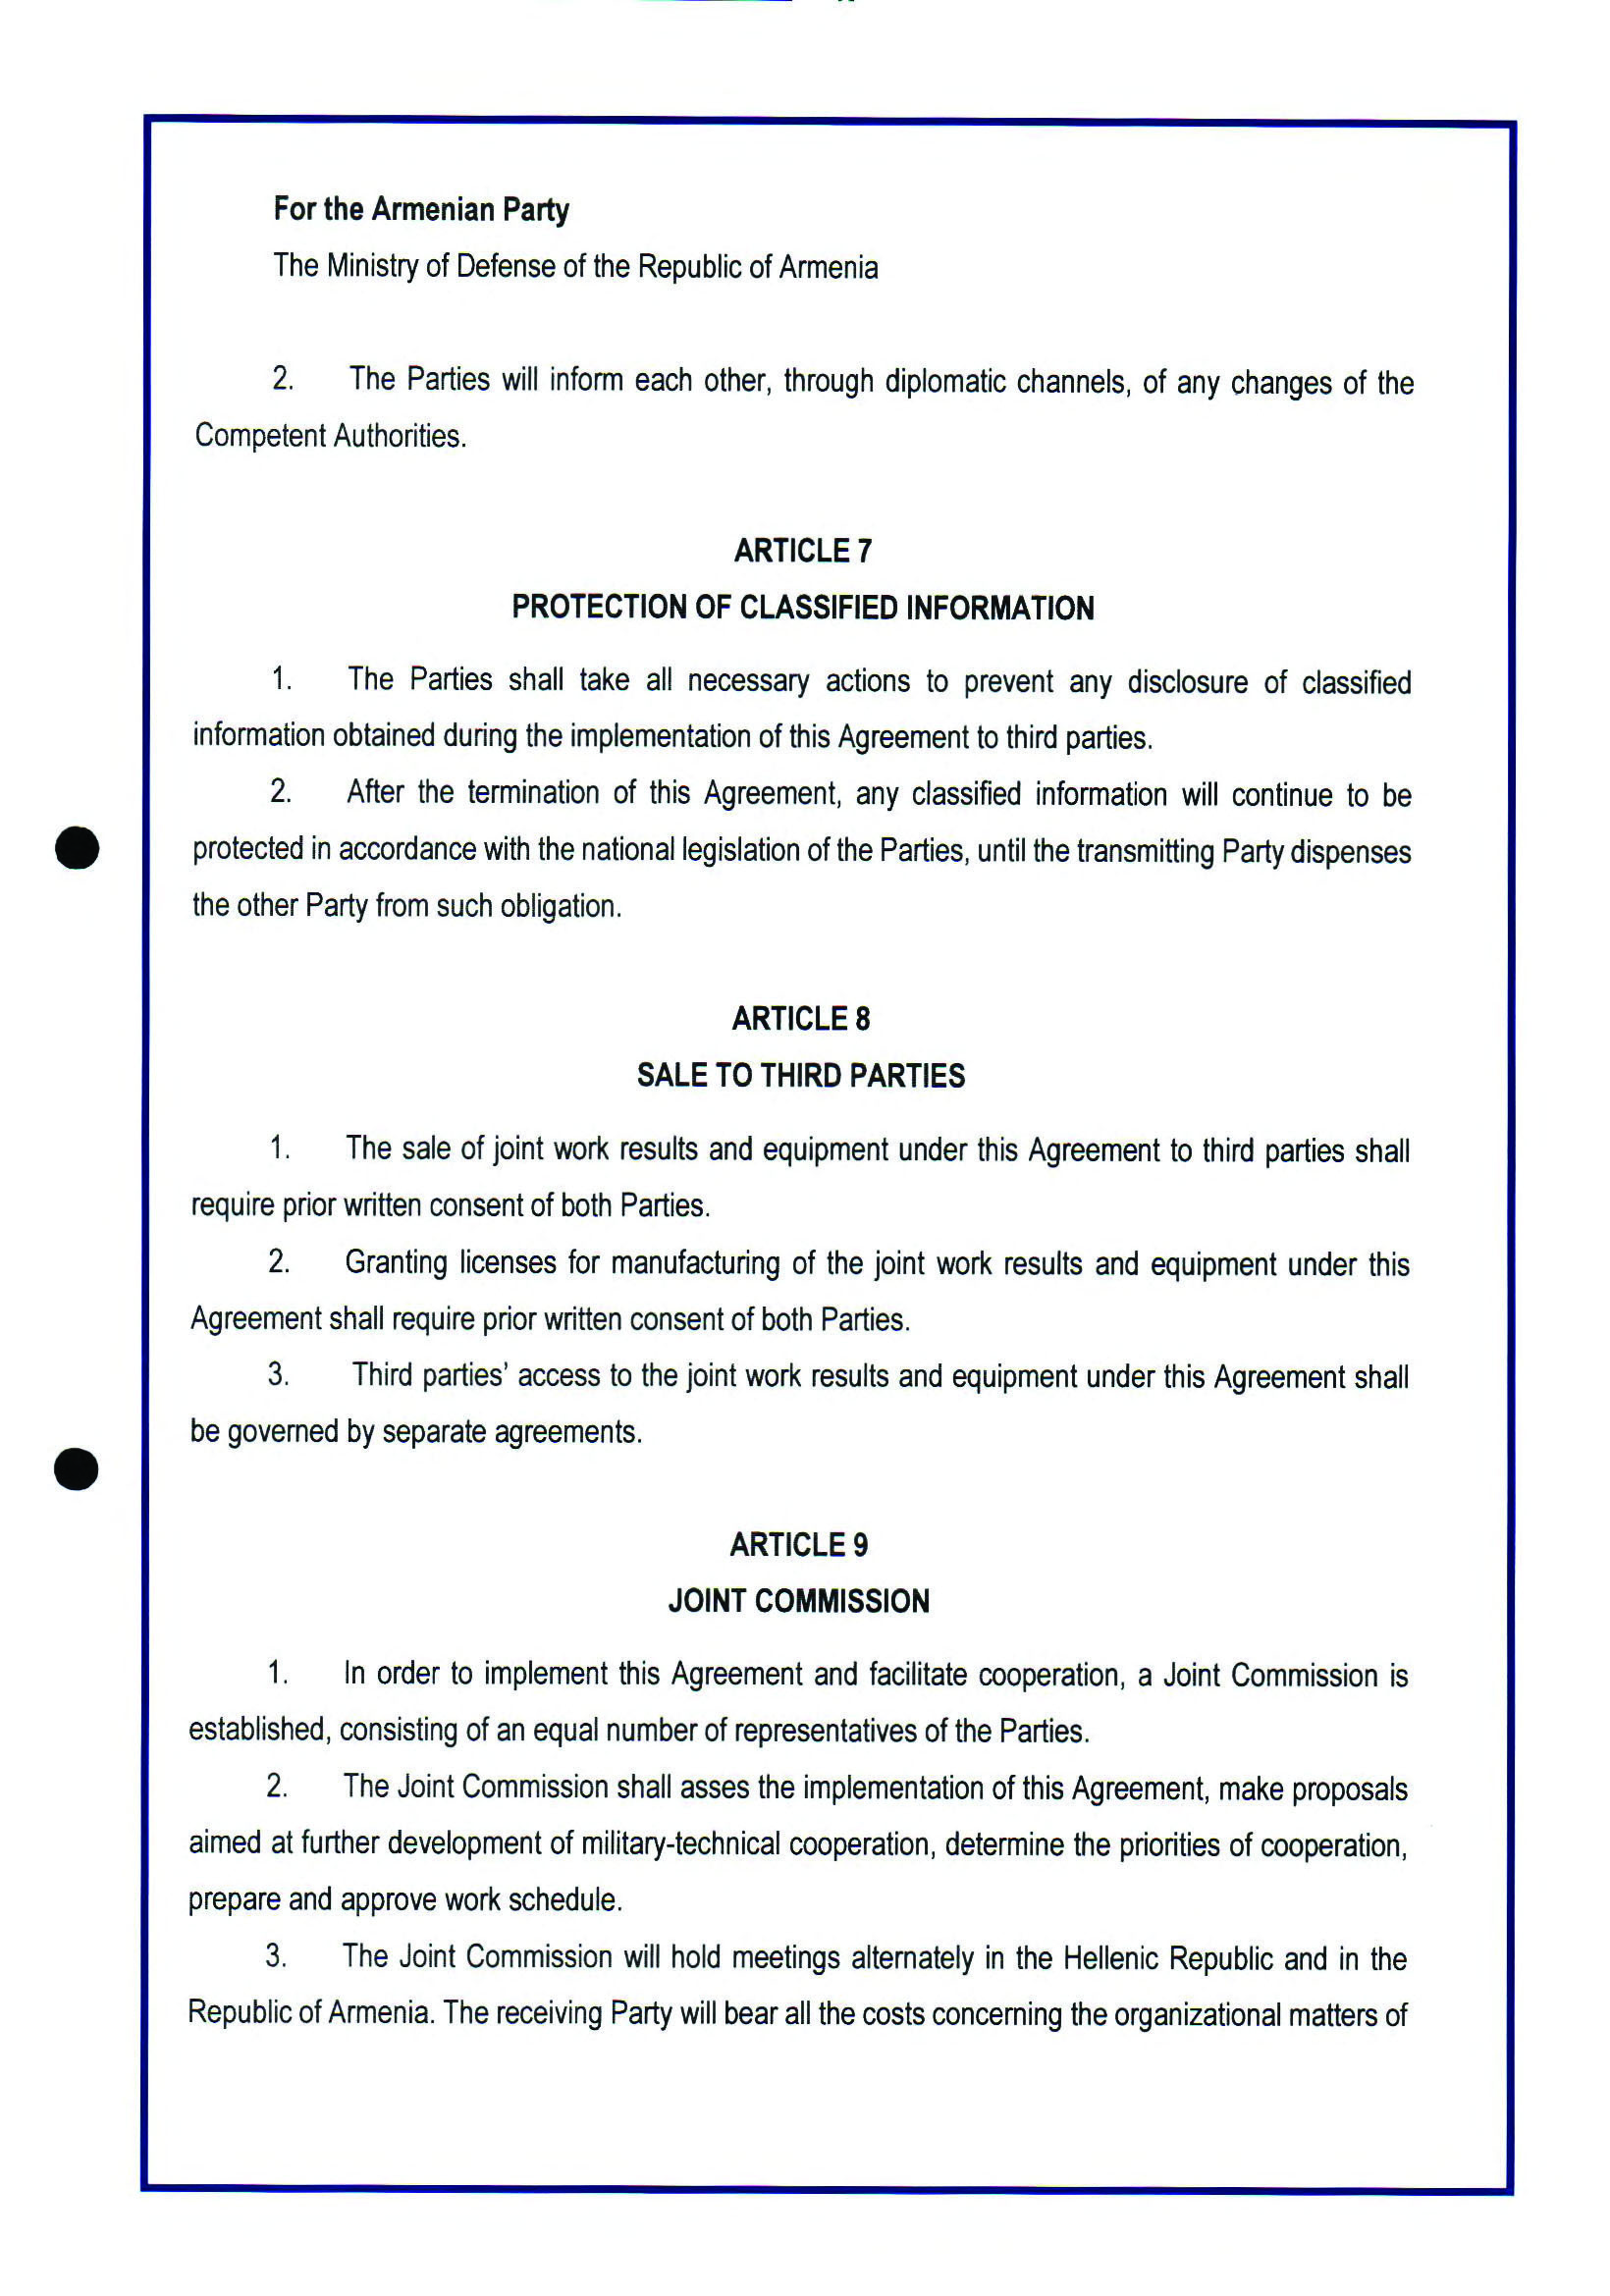 For the Armenian Party
The Ministry of Defense of the Republic of Armenia
2. The Parties will inform each other, through diplomatic channels, of any changes of the
Competent Authorities.
ARTICLE 7
PROTECTION OF CLASSIFIED INFORMATION
1. The Parties shall take all necessary actions to prevent any disclosure of classified
information obtained during the implementation of this Agreement to third parties.
2. After the termination of this Agreement, any classified information will continue to be
protected in accordance with the national legislation of the Parties, until the transmitting Party dispenses
the other Party from such obligation.
ARTICLE 8
SALE TO THIRD PARTIES
1. The sale of joint work results and equipment under this Agreement to third parties shall
require prior written consent of both Parties.
2. Granting licenses for manufacturing of the joint work results and equipment under this
Agreement shall require prior written consent of both Parties.
3. Third parties’ access to the joint work results and equipment under this Agreement shall
be governed by separate agreements.
ARTICLE 9
JOINT COMMISSION
1. In order to implement this Agreement and facilitate cooperation, a Joint Commission is
established, consisting of an equal number of representatives of the Parties.
2. The Joint Commission shall asses the implementation of this Agreement, make proposals
aimed at further development of military-technical cooperation, determine the priorities of cooperation,
prepare and approve work schedule.
3. The Joint Commission will hold meetings alternately in the Hellenic Republic and in the
Republic of Armenia. The receiving Party will bear all the costs concerning the organizational matters of